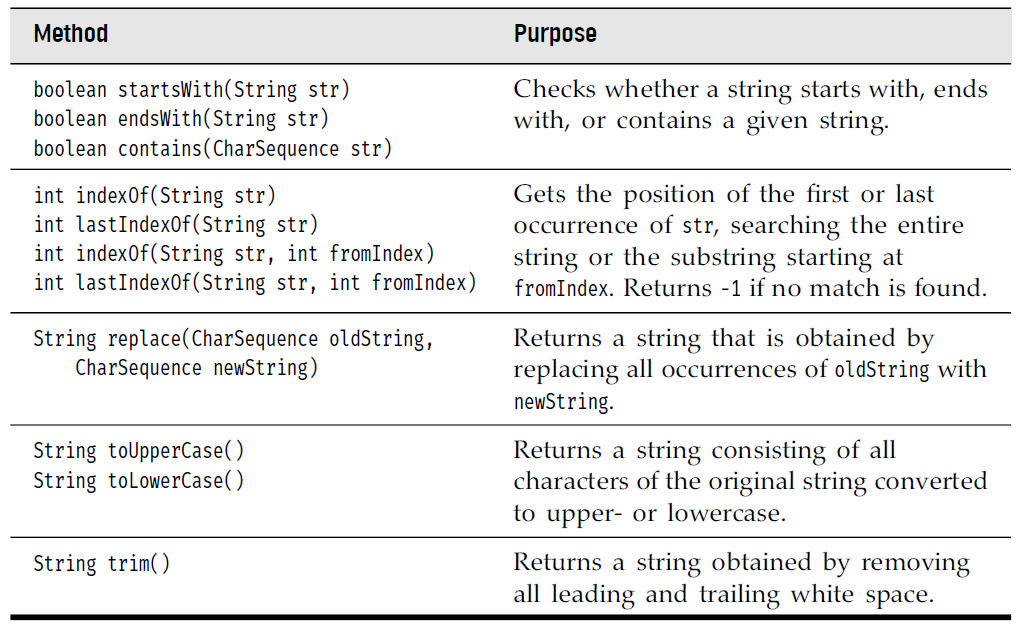 Method Purpose
boolean startsWith(String str)
boolean endsWith(String str)
boolean contains(CharSequence str)
Checks whether a string starts with, ends
with, or contains a given string.
int indexOf(String str)
int lastIndexOf(String str)
int indexOf(String str, int fromIndex)
int lastIndexOf(String str, int fromIndex)
Gets the position of the first or last
occurrence of str, searching the entire
string or the substring starting at
fromIndex. Returns -1 if no match is found.
String replace(CharSequence oldString,
CharSequence newString)
Returns a string that is obtained by
replacing all occurrences of oldString with
newString.
String toUpperCase()
String toLowerCase()
Returns a string consisting of all
characters of the original string converted
to upper- or lowercase.
String trim()
Returns a string obtained by removing
all leading and trailing white space.